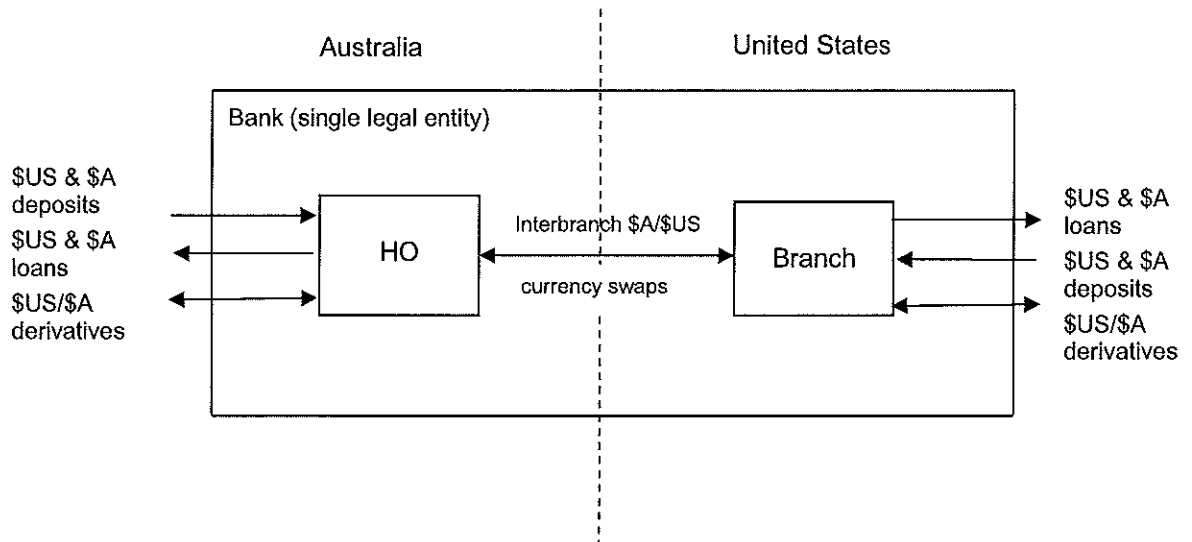 Australia
United States
Bank (single legal entity)
$US & $A
deposits
$US & $A
loans
$US/$A
derivatives
HO
Interbranch $A/$US
currency swaps
Branch
$US & $A
loans
$US & $A
deposits
$US/$A
derivatives